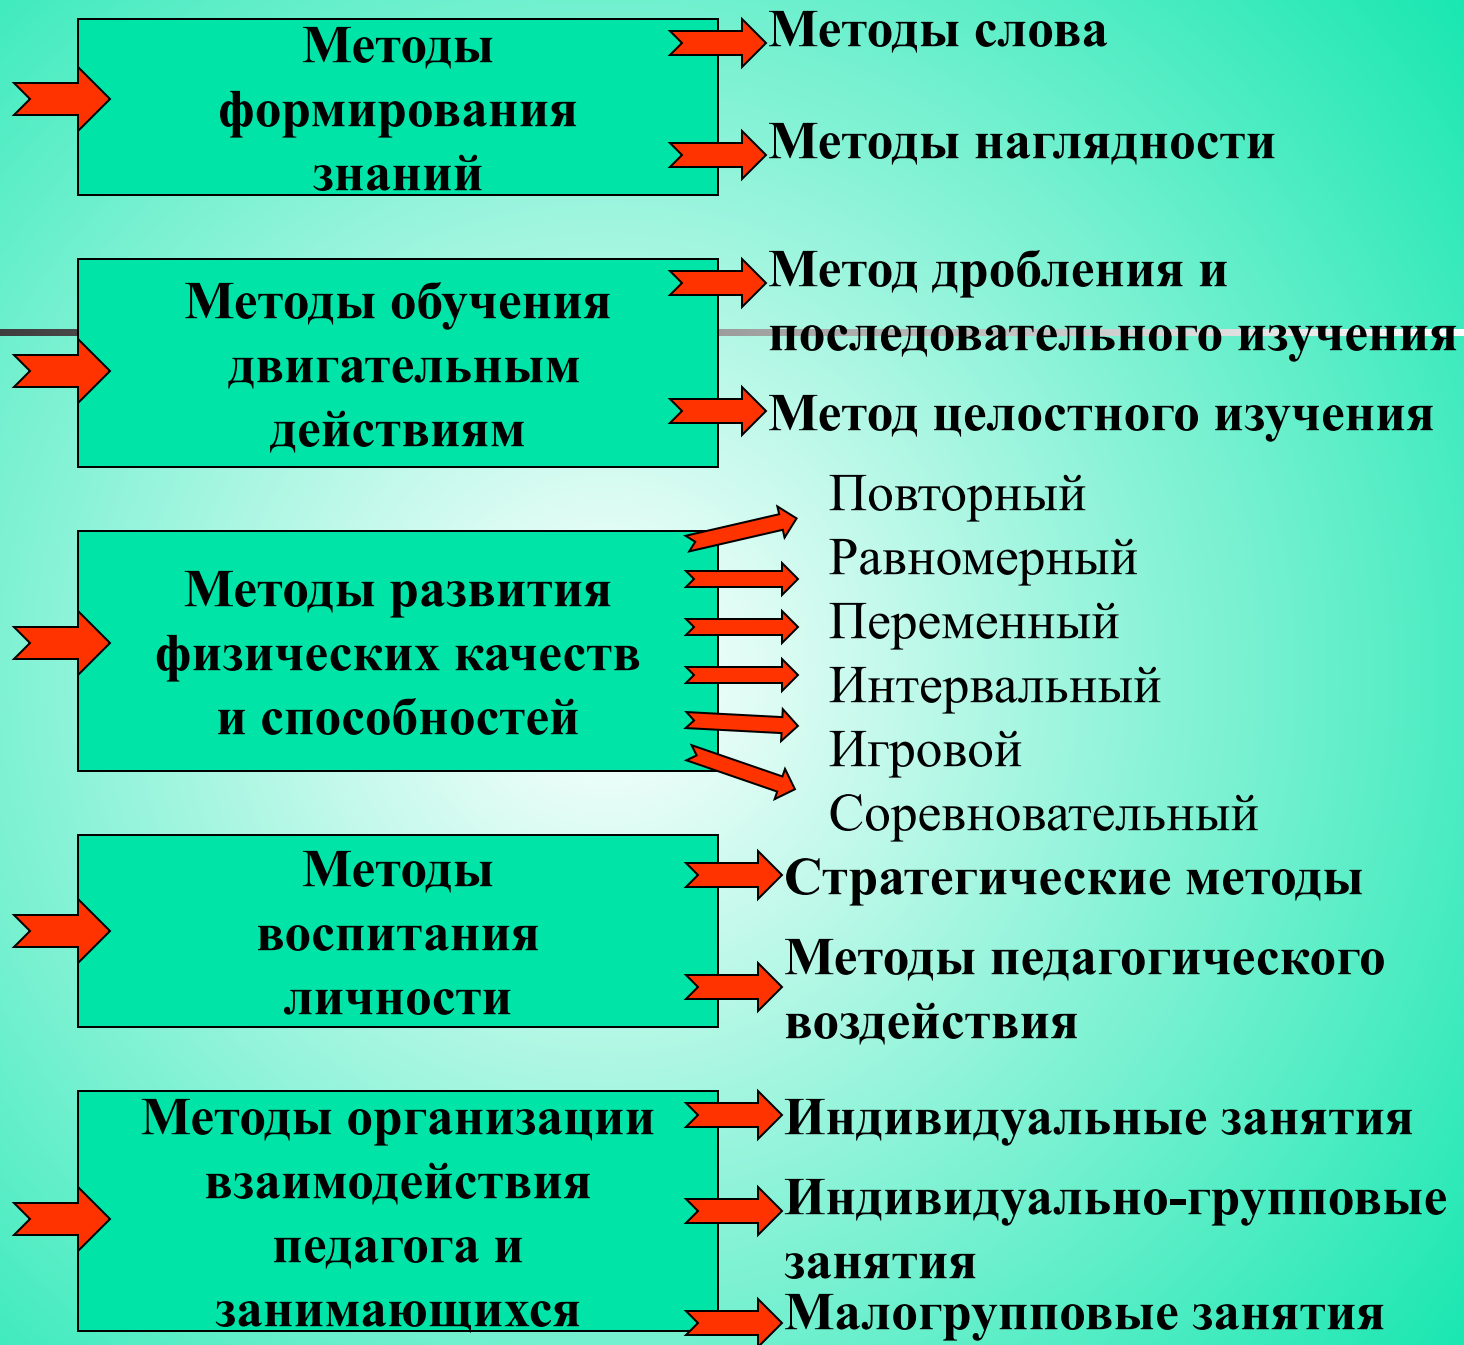 Методы
формирования
знаний
Методы слова
Методы наглядности
Методы обучения
двигательным
действиям
Метод дробления и
последовательного изучения
Метод целостного изучения
Методы развития
физических качеств
и способностей
Повторный
Равномерный
Переменный
Интервальный
Игровой
Соревновательный
Методы
воспитания
личности
Стратегические методы
Методы педагогического
воздействия
Методы организации
взаимодействия
педагога и
занимающихся
Индивидуальные занятия
Индивидуально-групповые
занятия
Малогрупповые занятия